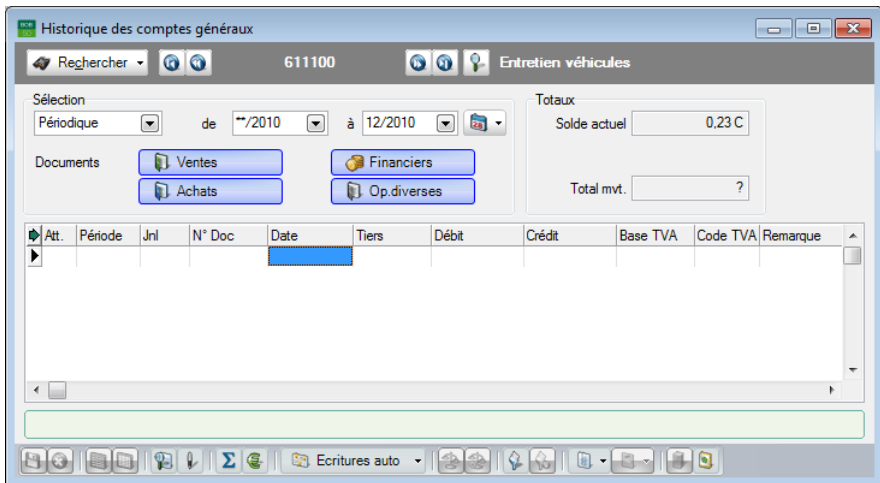 Historique des comptes généraux
Rechercher 611100 Entretien véhicules
Sélection Totaux
Périodique de **/2010 à 12/2010 Solde actuel 0,23 C
Documents Ventes Financiers
Achats Op.diverses Total mvt. ?
Att. Période Jnl N° Doc Date Tiers Débit Crédit Base TVA Code TVA Remarque
Σ Ecritures auto